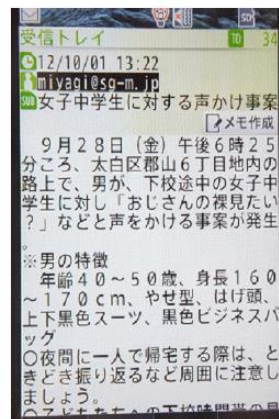 受信トレイ TO 34
12/10/01 13:22
miyagi@sg-m.jp
SUB 女子中学生に対する声かけ事案
メモ作成
９月２８日（金）午後６時２５
分ころ、太白区郡山６丁目地内の
路上で、男が、下校途中の女子中
学生に対し「おじさんの裸見たい
？」などと声をかける事案が発生
。
※男の特徴
年齢４０～５０歳、身長１６０
～１７０ｃｍ、やせ型、はげ頭、
上下黒色スーツ、黒色ビジネスバ
ッグ
○夜間に一人で帰宅する際は、と
きどき振り返るなど周囲に注意し
ましょう。